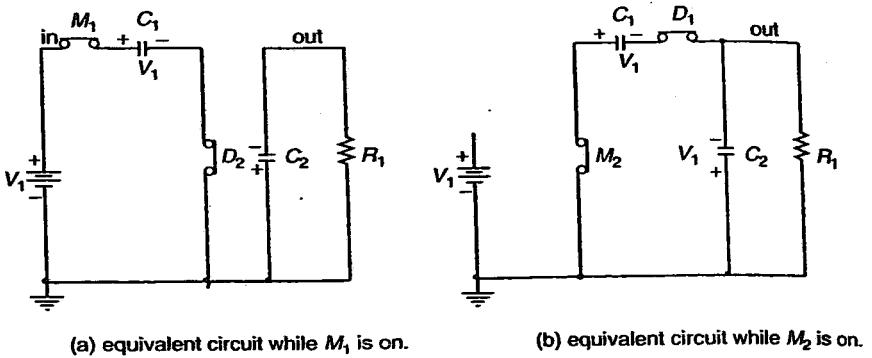 M₁ C₁
in + −
V₁
out
+
V₁
−
D₂
−
+
C₂
R₁
(a) equivalent circuit while M₁ is on.
C₁ D₁
+ −
V₁
out
+
V₁
−
M₂
V₁
−
+
C₂
R₁
(b) equivalent circuit while M₂ is on.